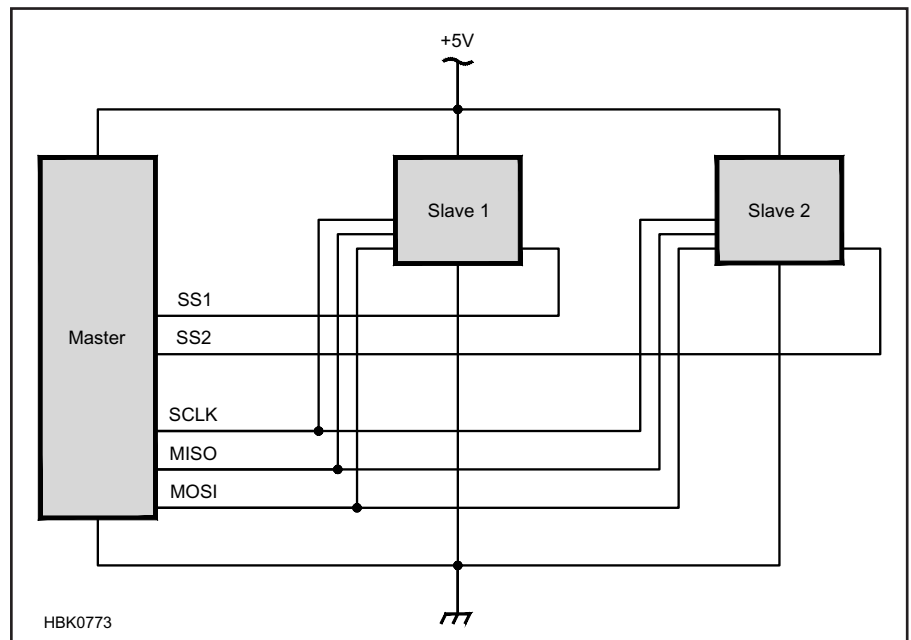 +5V
Slave 1
Slave 2
Master
SS1
SS2
SCLK
MISO
MOSI
HBK0773